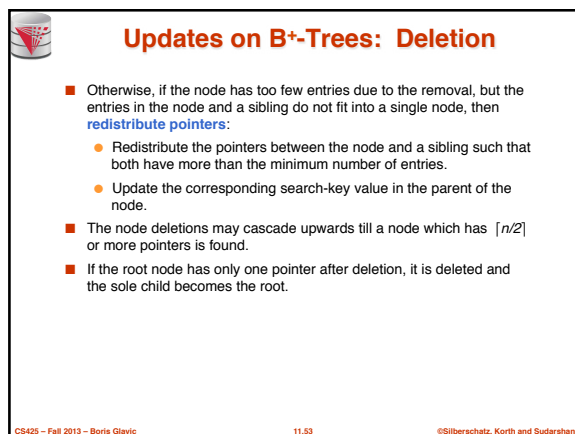 Updates on B+-Trees: Deletion
■ Otherwise, if the node has too few entries due to the removal, but the
entries in the node and a sibling do not fit into a single node, then
redistribute pointers:
● Redistribute the pointers between the node and a sibling such that
both have more than the minimum number of entries.
● Update the corresponding search-key value in the parent of the
node.
■ The node deletions may cascade upwards till a node which has ⌈n/2⌉
or more pointers is found.
■ If the root node has only one pointer after deletion, it is deleted and
the sole child becomes the root.
CS425 – Fall 2013 – Boris Glavic 11.53 ©Silberschatz, Korth and Sudarshan